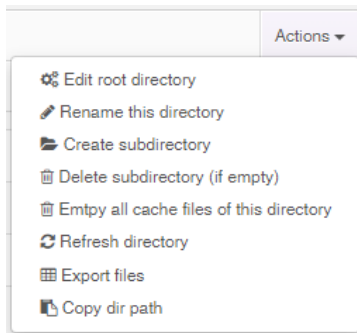 Actions
Edit root directory
Rename this directory
Create subdirectory
Delete subdirectory (if empty)
Emtpy all cache files of this directory
Refresh directory
Export files
Copy dir path